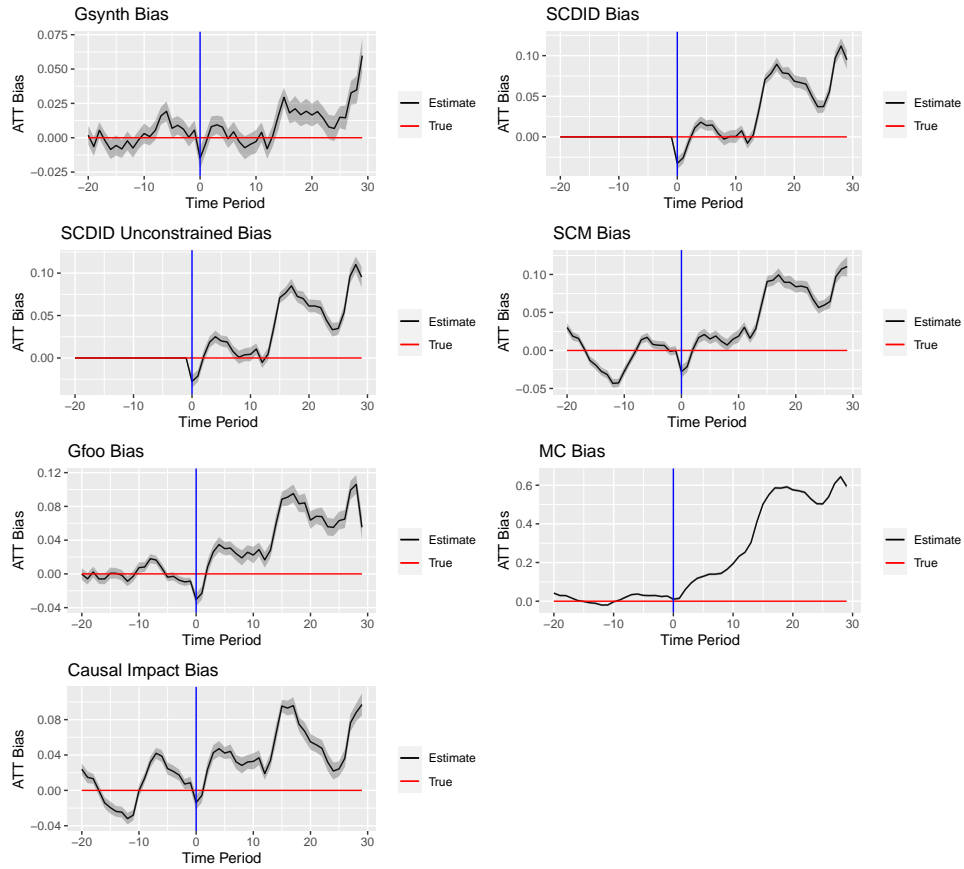 Gsynth Bias
ATT Bias
0.075
0.050
0.025
0.000
−0.025
−20
−10
0
10
20
30
Time Period
Estimate
True
SCDID Bias
ATT Bias
0.10
0.05
0.00
−20
−10
0
10
20
30
Time Period
Estimate
True
SCDID Unconstrained Bias
ATT Bias
0.10
0.05
0.00
−20
−10
0
10
20
30
Time Period
Estimate
True
SCM Bias
ATT Bias
0.10
0.05
0.00
−0.05
−20
−10
0
10
20
30
Time Period
Estimate
True
Gfoo Bias
ATT Bias
0.12
0.08
0.04
0.00
−0.04
−20
−10
0
10
20
30
Time Period
Estimate
True
MC Bias
ATT Bias
0.6
0.4
0.2
0.0
−20
−10
0
10
20
30
Time Period
Estimate
True
Causal Impact Bias
ATT Bias
0.08
0.04
0.00
−0.04
−20
−10
0
10
20
30
Time Period
Estimate
True